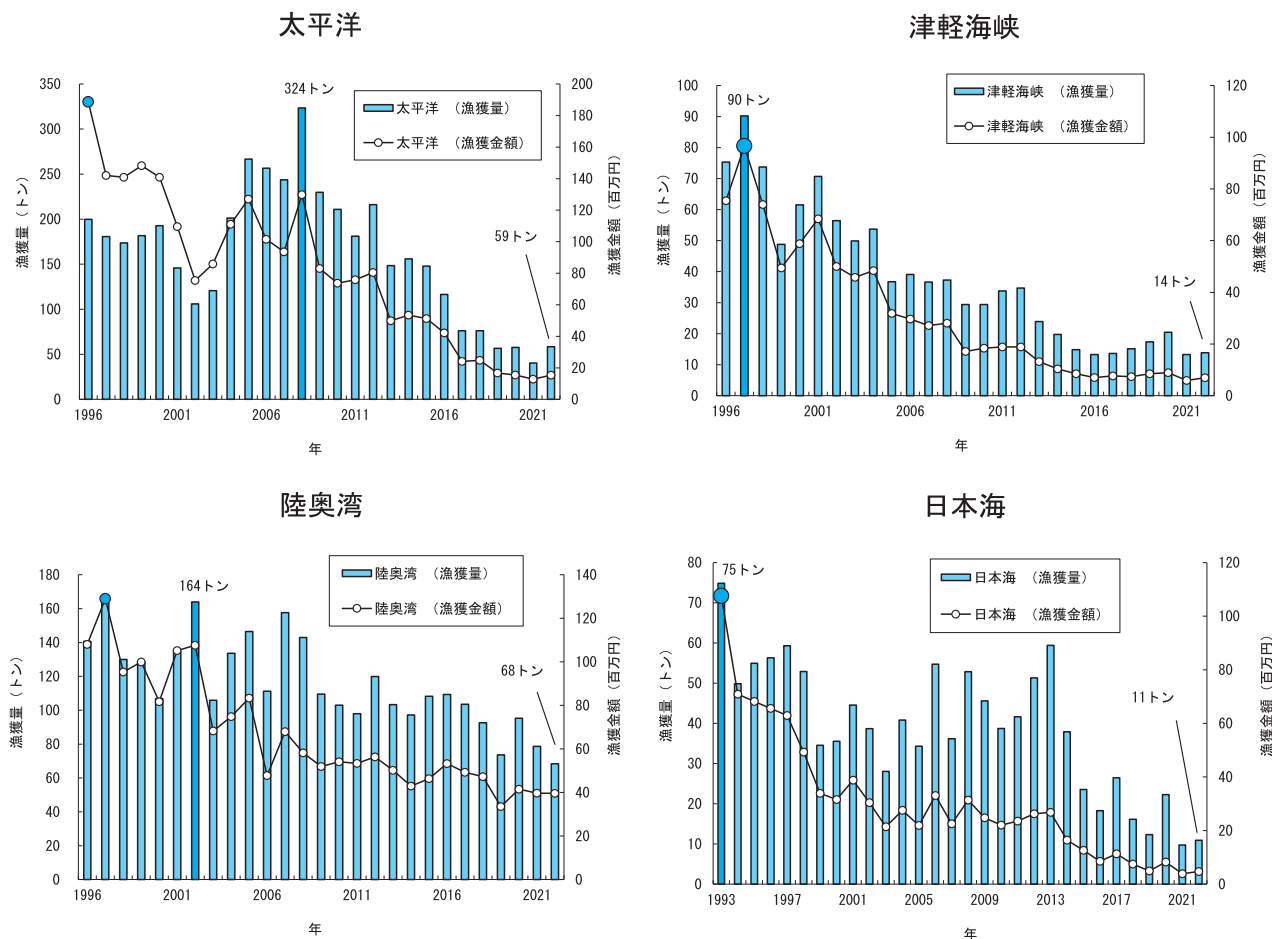 太平洋
324トン
太平洋　（漁獲量）
太平洋　（漁獲金額）
59トン
漁獲量（トン）
漁獲金額（百万円）
350
300
250
200
150
100
50
0
200
180
160
140
120
100
80
60
40
20
0
1996 2001 2006 2011 2016 2021
年
津軽海峡
90トン
津軽海峡　（漁獲量）
津軽海峡　（漁獲金額）
14トン
漁獲量（トン）
漁獲金額（百万円）
100
90
80
70
60
50
40
30
20
10
0
120
100
80
60
40
20
0
1996 2001 2006 2011 2016 2021
年
陸奥湾
164トン
陸奥湾　（漁獲量）
陸奥湾　（漁獲金額）
68トン
漁獲量（トン）
漁獲金額（百万円）
180
160
140
120
100
80
60
40
20
0
140
120
100
80
60
40
20
0
1996 2001 2006 2011 2016 2021
年
日本海
75トン
日本海　（漁獲量）
日本海　（漁獲金額）
11トン
漁獲量（トン）
漁獲金額（百万円）
80
70
60
50
40
30
20
10
0
120
100
80
60
40
20
0
1993 1997 2001 2005 2009 2013 2017 2021
年